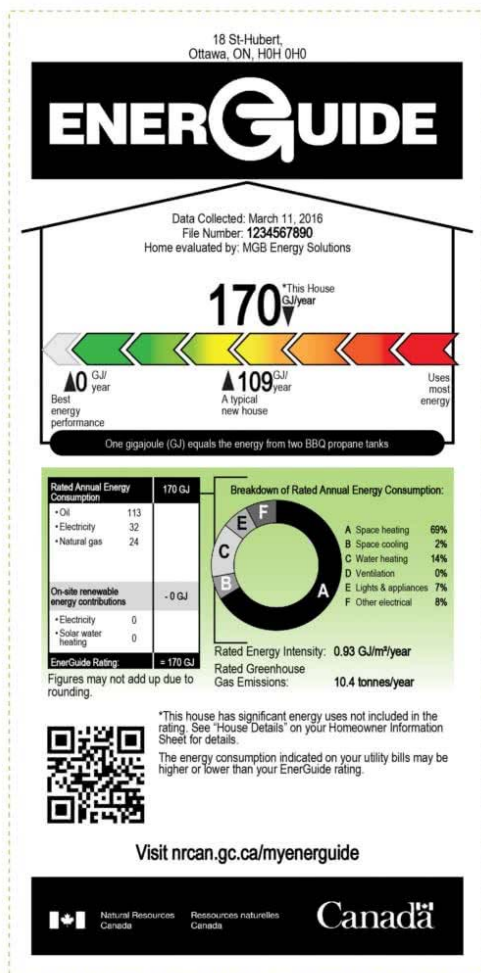 18 St-Hubert,
Ottawa, ON, H0H 0H0
ENERGUIDE
Data Collected: March 11, 2016
File Number: 1234567890
Home evaluated by: MGB Energy Solutions
170 *This House
GJ/year
0 GJ/
year
Best
energy
performance
109 GJ/
year
A typical
new house
Uses
most
energy
One gigajoule (GJ) equals the energy from two BBQ propane tanks
Rated Annual Energy
Consumption
170 GJ
• Oil 113
• Electricity 32
• Natural gas 24
On-site renewable
energy contributions
- 0 GJ
• Electricity 0
• Solar water
heating 0
EnerGuide Rating: = 170 GJ
Figures may not add up due to
rounding.
Breakdown of Rated Annual Energy Consumption:
F
E
C
B
A
A Space heating 69%
B Space cooling 2%
C Water heating 14%
D Ventilation 0%
E Lights & appliances 7%
F Other electrical 8%
Rated Energy Intensity: 0.93 GJ/m²/year
Rated Greenhouse
Gas Emissions: 10.4 tonnes/year
*This house has significant energy uses not included in the
rating. See "House Details" on your Homeowner Information
Sheet for details.
The energy consumption indicated on your utility bills may be
higher or lower than your EnerGuide rating.
Visit nrcan.gc.ca/myenerguide
Natural Resources
Canada
Ressources naturelles
Canada
Canada